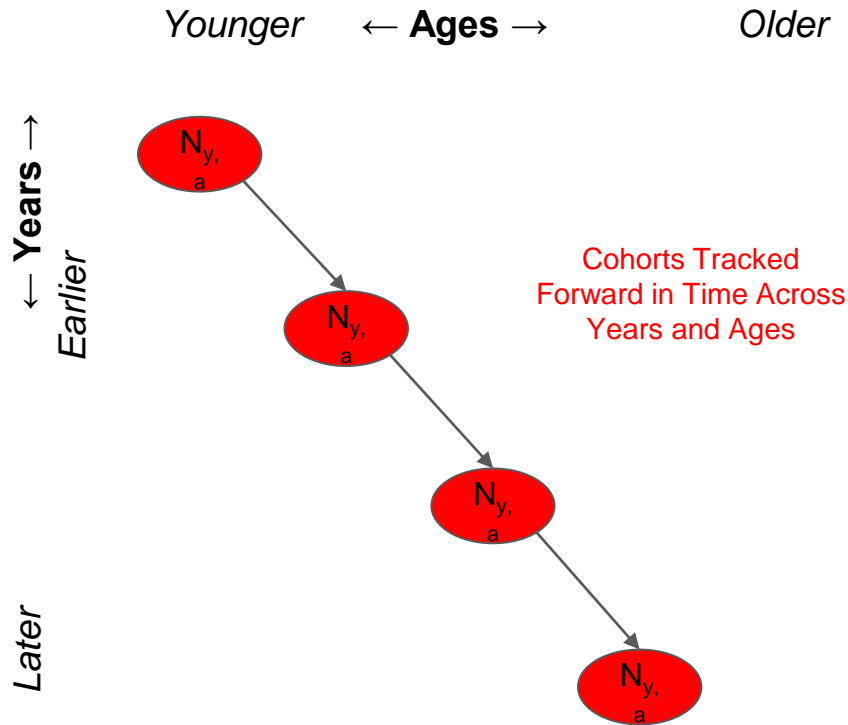 Younger ← Ages → Older
← Years →
Earlier
Later
N y,
a
N y,
a
Cohorts Tracked
Forward in Time Across
Years and Ages
N y,
a
N y,
a